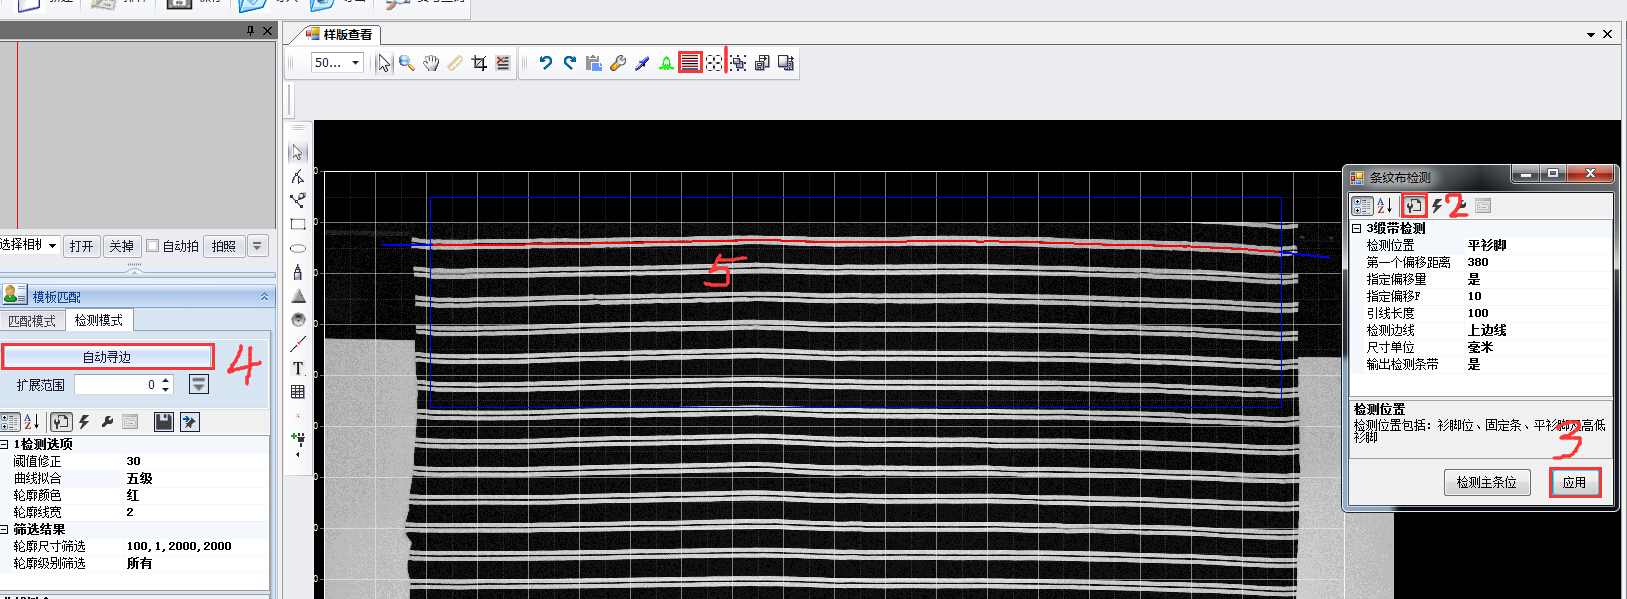 样版查看
50...
1
选择相机
打开
关掉
自动拍
拍照
模板匹配
匹配模式
检测模式
自动寻边
4
扩展范围
0
1检测选项
阈值修正 30
曲线拟合 五级
轮廓颜色 红
轮廓线宽 2
筛选结果
轮廓尺寸筛选 100,1,2000,2000
轮廓级别筛选 所有
T
5
条纹布检测
2
3缎带检测
检测位置 平衫脚
第一个偏移距离 380
指定偏移里 是
指定偏移F 10
引线长度 100
检测边线 上边线
尺寸单位 毫米
输出检测条带 是
检测位置
检测位置包括：衫脚位、固定条、平衫脚及高低
衫脚
3
检测主条位
应用